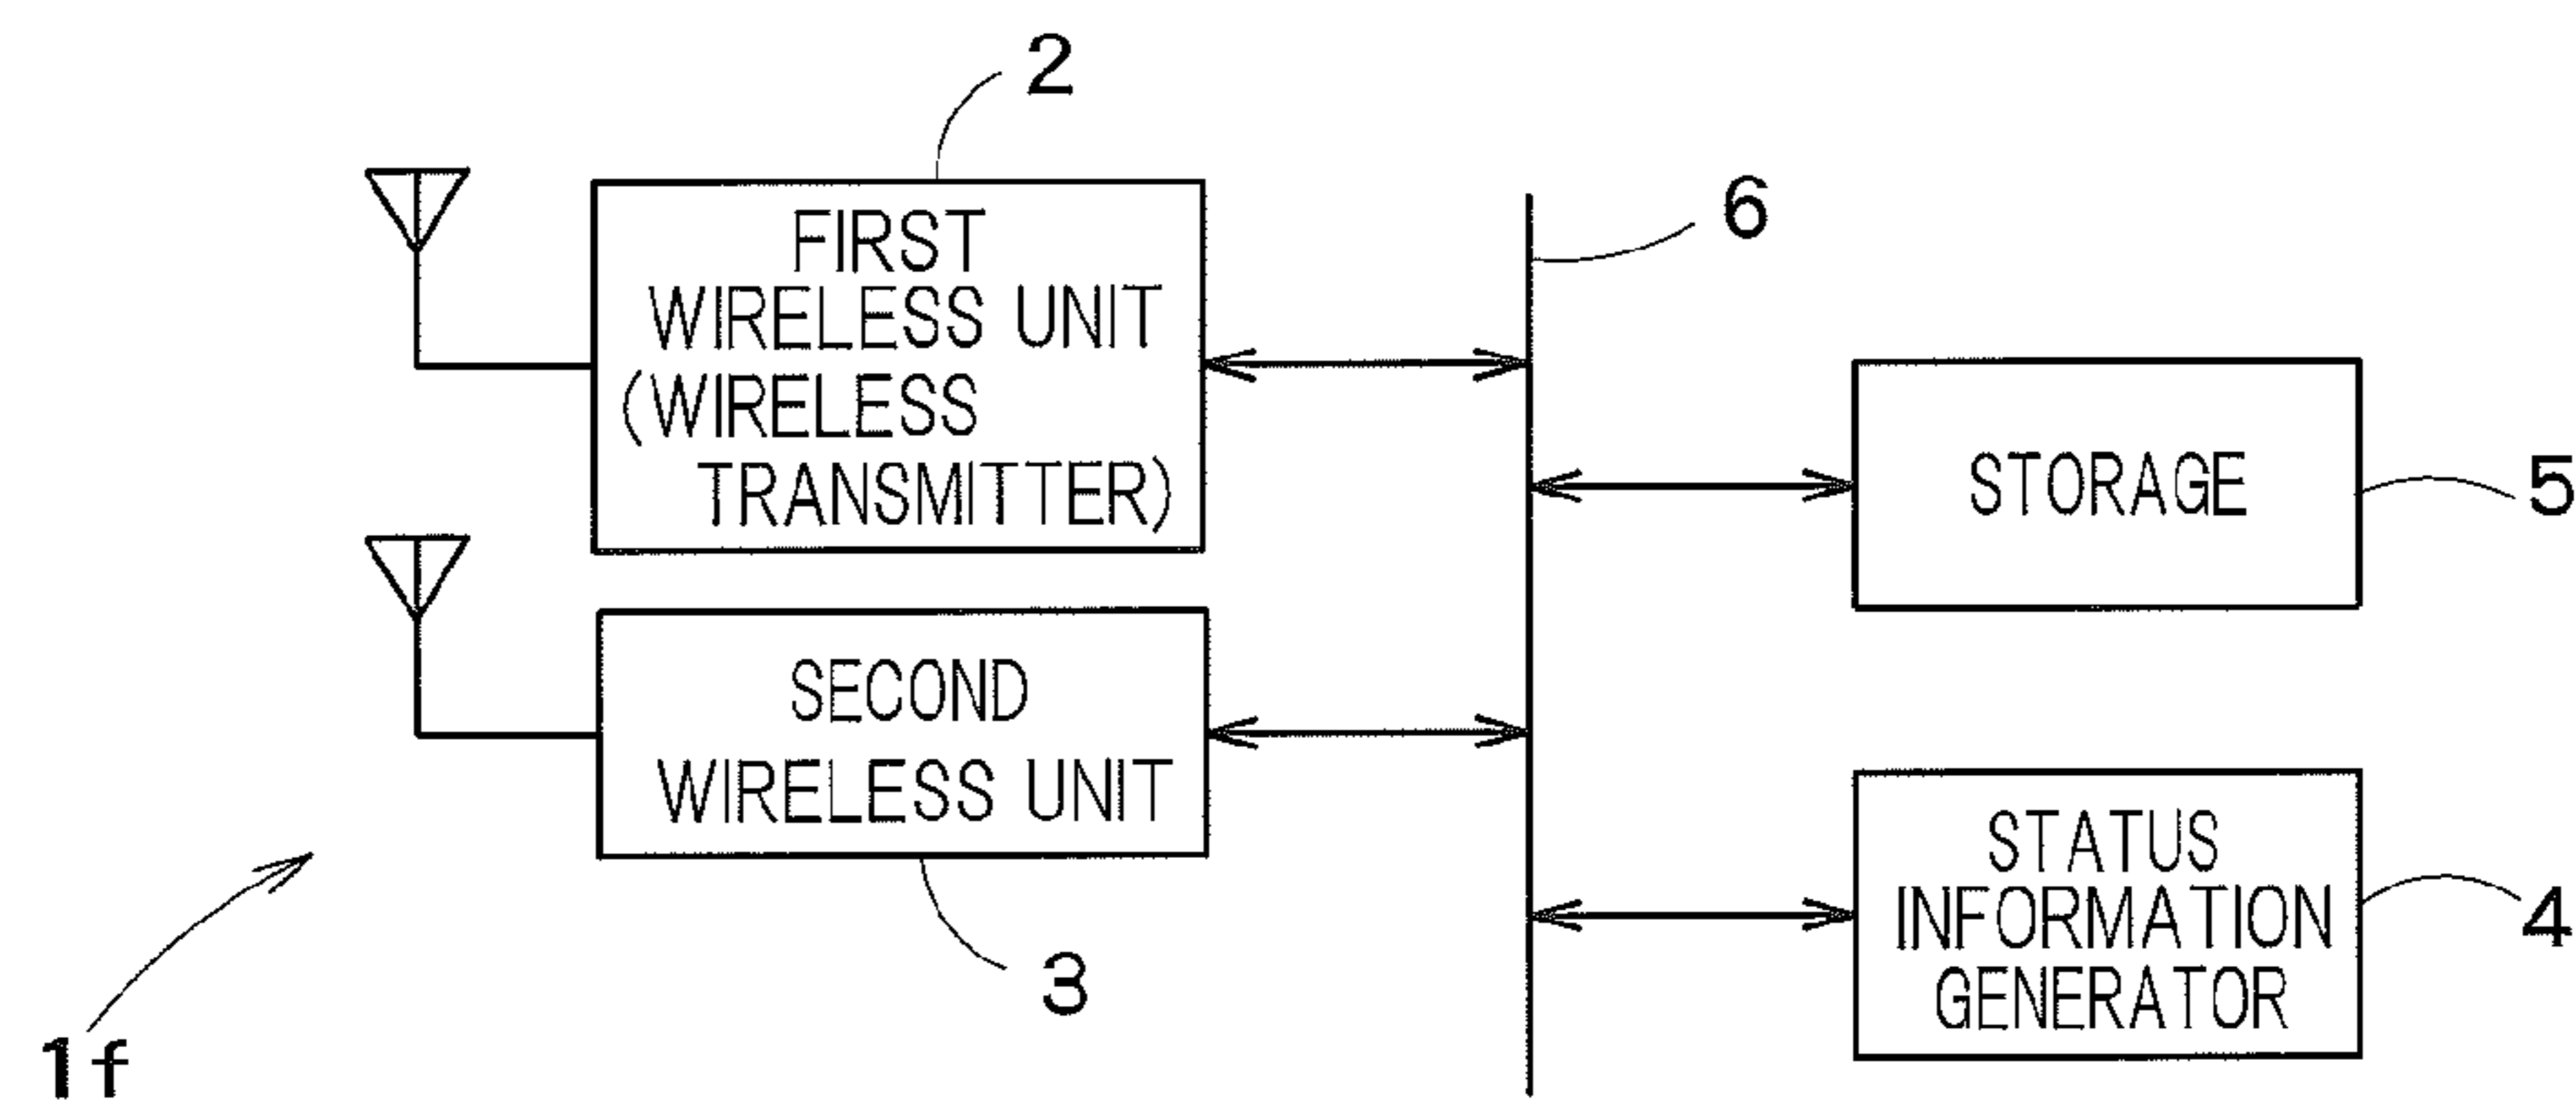 2
FIRST
WIRELESS UNIT
(WIRELESS
TRANSMITTER)
6
STORAGE
5
SECOND
WIRELESS UNIT
3
STATUS
INFORMATION
GENERATOR
4
1f